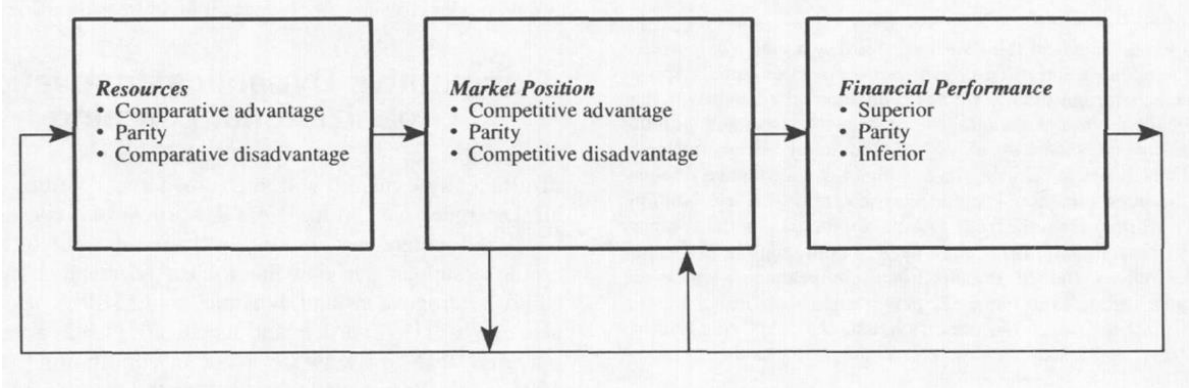 Resources
• Comparative advantage
• Parity
• Comparative disadvantage
Market Position
• Competitive advantage
• Parity
• Competitive disadvantage
Financial Performance
• Superior
• Parity
• Inferior